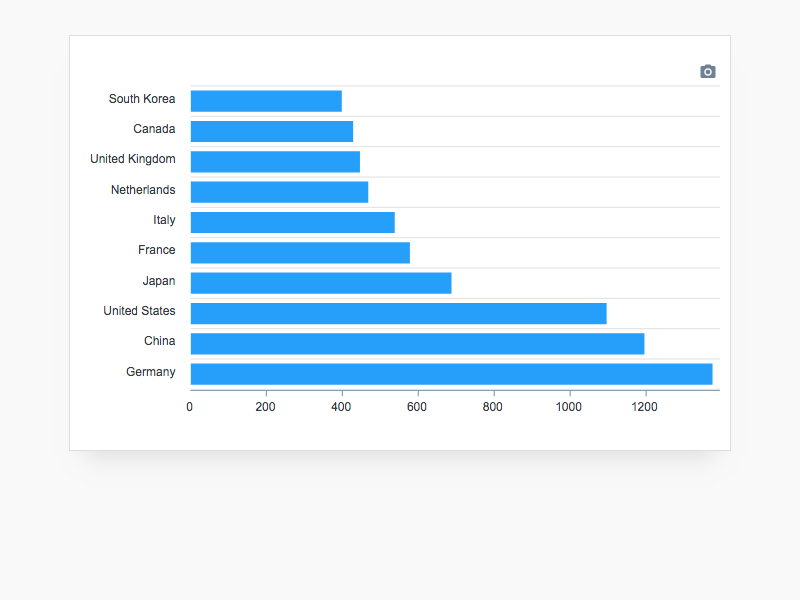 South Korea
Canada
United Kingdom
Netherlands
Italy
France
Japan
United States
China
Germany
0 200 400 600 800 1000 1200